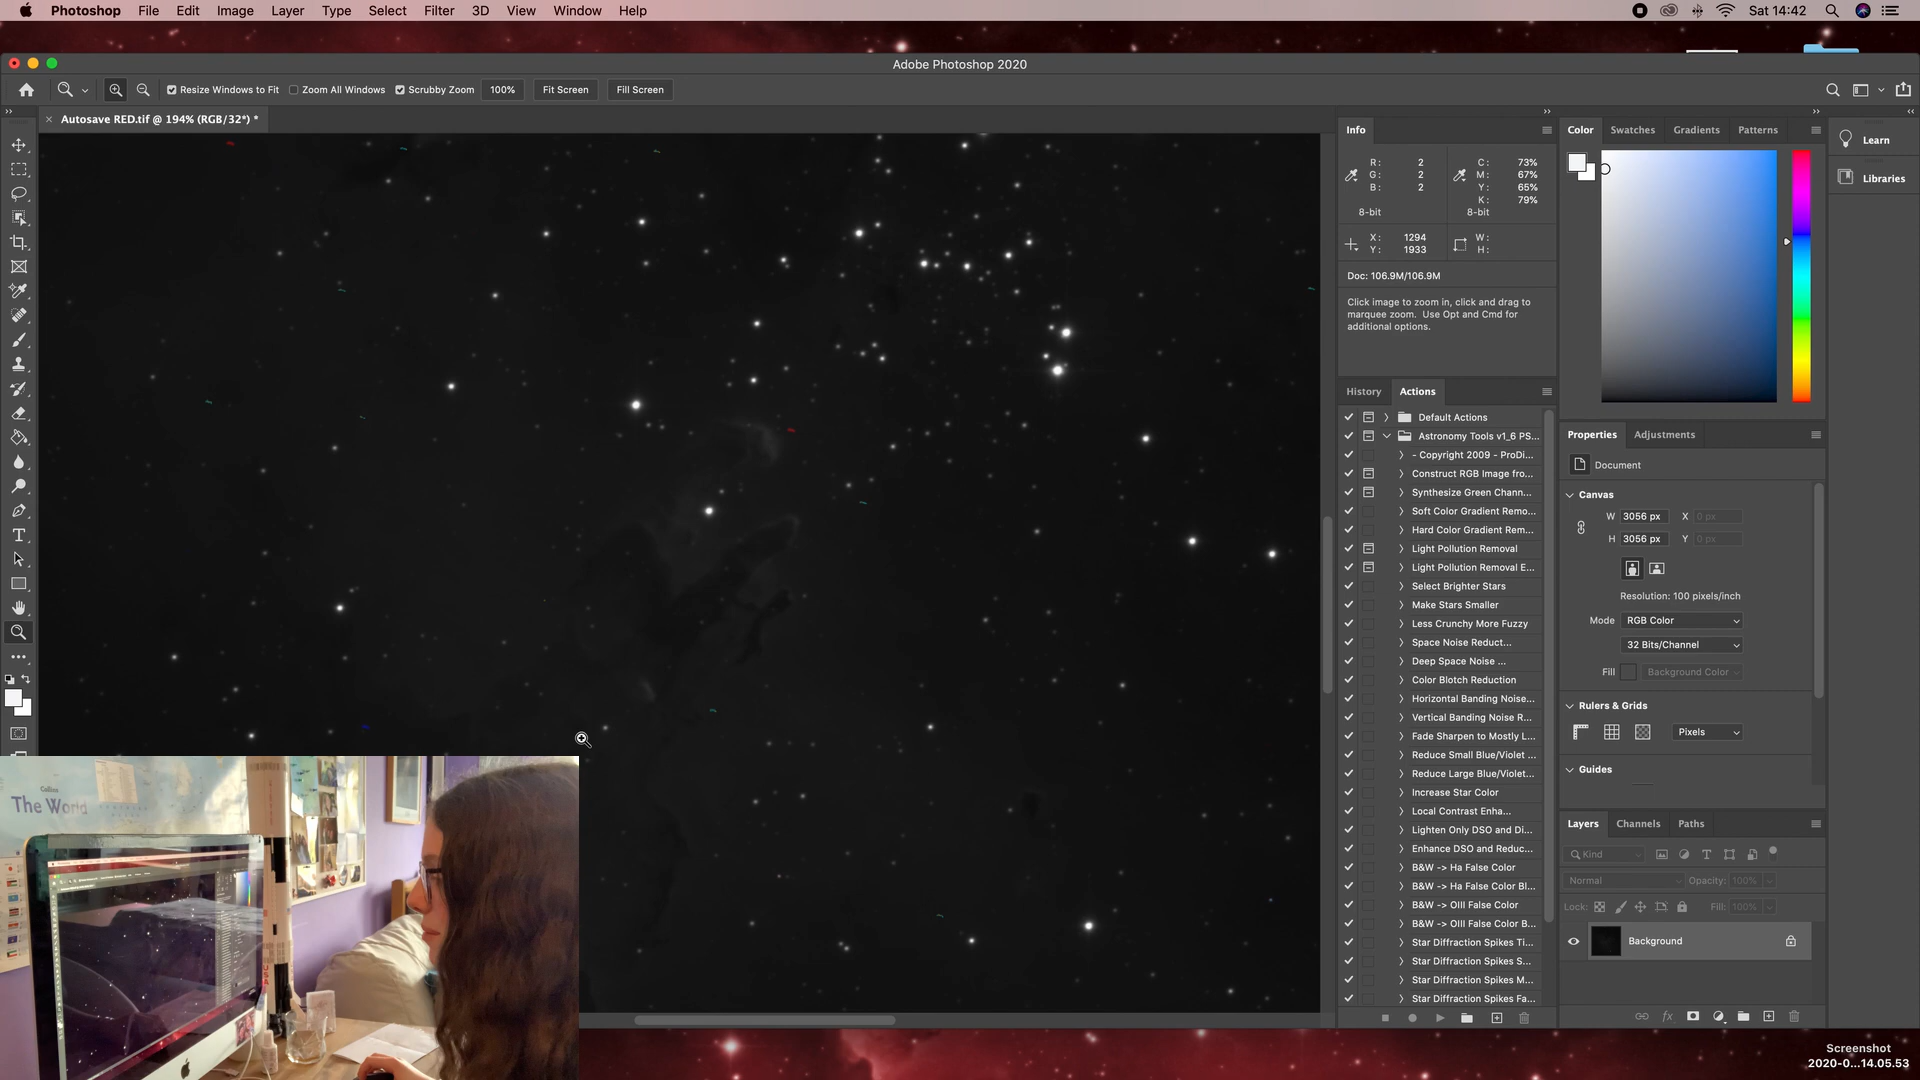 Photoshop File Edit Image Layer Type Select Filter 3D View Window Help
Sat 14:42
Adobe Photoshop 2020
Resize Windows to Fit Zoom All Windows Scrubby Zoom 100% Fit Screen Fill Screen
Autosave RED.tif @ 194% (RGB/32*) *
Info
R: 2 C: 73%
G: 2 M: 67%
B: 2 Y: 65%
K: 79%
8-bit 8-bit
X: 1294 W:
Y: 1933 H:
Doc: 106.9M/106.9M
Click image to zoom in, click and drag to
marquee zoom. Use Opt and Cmd for
additional options.
History Actions
Default Actions
Astronomy Tools v1_6 PS...
- Copyright 2009 - ProDi...
Construct RGB Image fro...
Synthesize Green Chann...
Soft Color Gradient Remo...
Hard Color Gradient Rem...
Light Pollution Removal
Light Pollution Removal E...
Select Brighter Stars
Make Stars Smaller
Less Crunchy More Fuzzy
Space Noise Reduct...
Deep Space Noise ...
Color Blotch Reduction
Horizontal Banding Noise...
Vertical Banding Noise R...
Fade Sharpen to Mostly L...
Reduce Small Blue/Violet ...
Reduce Large Blue/Violet...
Increase Star Color
Local Contrast Enha...
Lighten Only DSO and Di...
Enhance DSO and Reduc...
B&W -> Ha False Color
B&W -> Ha False Color Bl...
B&W -> OIII False Color
B&W -> OIII False Color B...
Star Diffraction Spikes Ti...
Star Diffraction Spikes S...
Star Diffraction Spikes M...
Star Diffraction Spikes Fa...
Color Swatches Gradients Patterns
Learn
Libraries
Properties Adjustments
Document
Canvas
W 3056 px X 0 px
H 3056 px Y 0 px
Resolution: 100 pixels/inch
Mode RGB Color
32 Bits/Channel
Fill Background Color
Rulers & Grids
Pixels
Guides
Layers Channels Paths
Kind
Normal Opacity: 100%
Lock: Fill: 100%
Background
Collins
The World
USA
Screenshot
2020-0...14.05.53